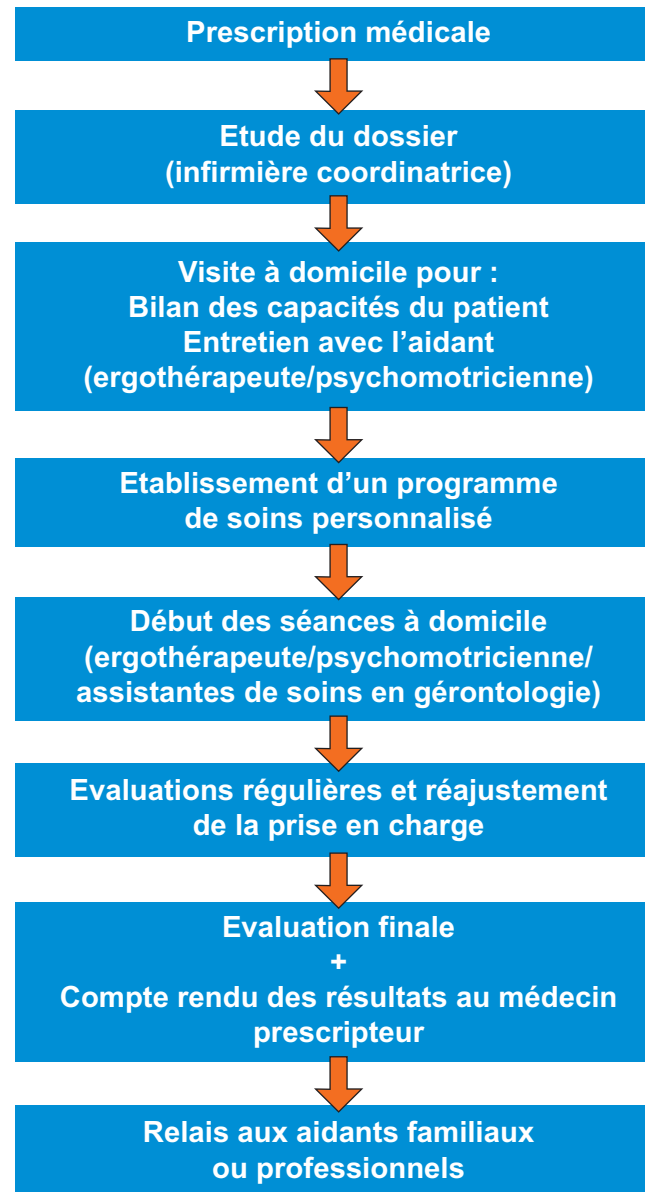 Prescription médicale
Etude du dossier
(infirmière coordinatrice)
Visite à domicile pour :
Bilan des capacités du patient
Entretien avec l’aidant
(ergothérapeute/psychomotricienne)
Etablissement d’un programme
de soins personnalisé
Début des séances à domicile
(ergothérapeute/psychomotricienne/
assistantes de soins en gérontologie)
Evaluations régulières et réajustement
de la prise en charge
Evaluation finale
+
Compte rendu des résultats au médecin
prescripteur
Relais aux aidants familiaux
ou professionnels